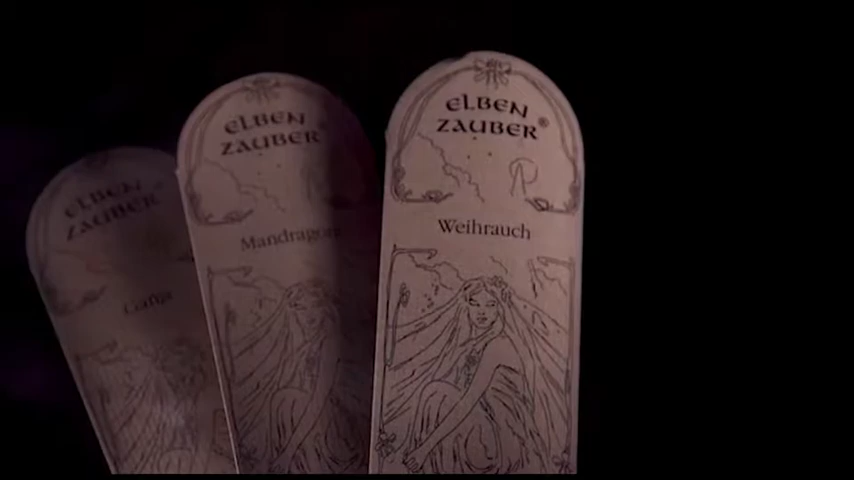 ELBEN
ZAUBER
ELBEN
ZAUBER
Mandragora
ELBEN
ZAUBER®
Weihrauch